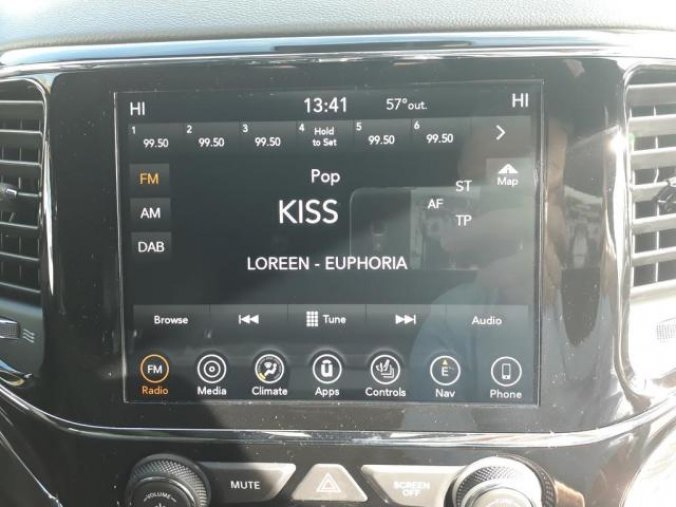 HI 13:41 57°out. HI
1 99.50 2 99.50 3 99.50 4 Hold to Set 5 99.50 6 99.50
FM Pop ST Map
AM KISS AF
TP
DAB
LOREEN - EUPHORIA
Browse Tune Audio
FM E
Radio Media Climate Apps Controls Nav Phone
MUTE SCREEN OFF
VOLUME